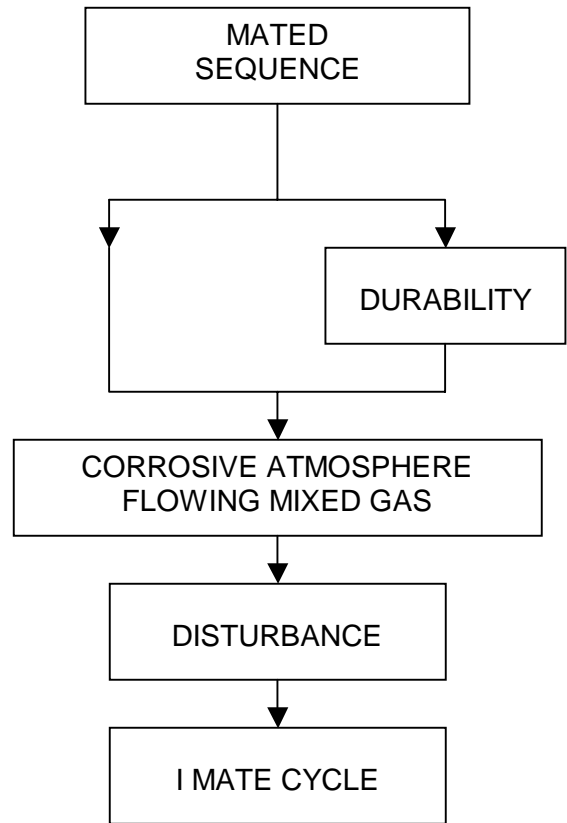 MATED
SEQUENCE
DURABILITY
CORROSIVE ATMOSPHERE
FLOWING MIXED GAS
DISTURBANCE
I MATE CYCLE